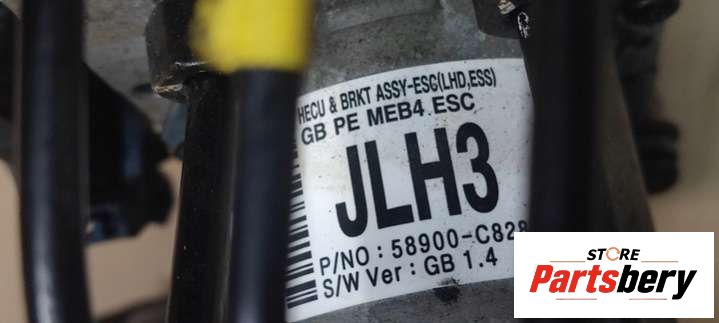 HECU & BRKT ASSY-ESG(LHD,ESS)
GB PE MEB4 ESC
JLH3
P/NO : 58900-C828
S/W Ver : GB 1.4
STORE
Partsbery